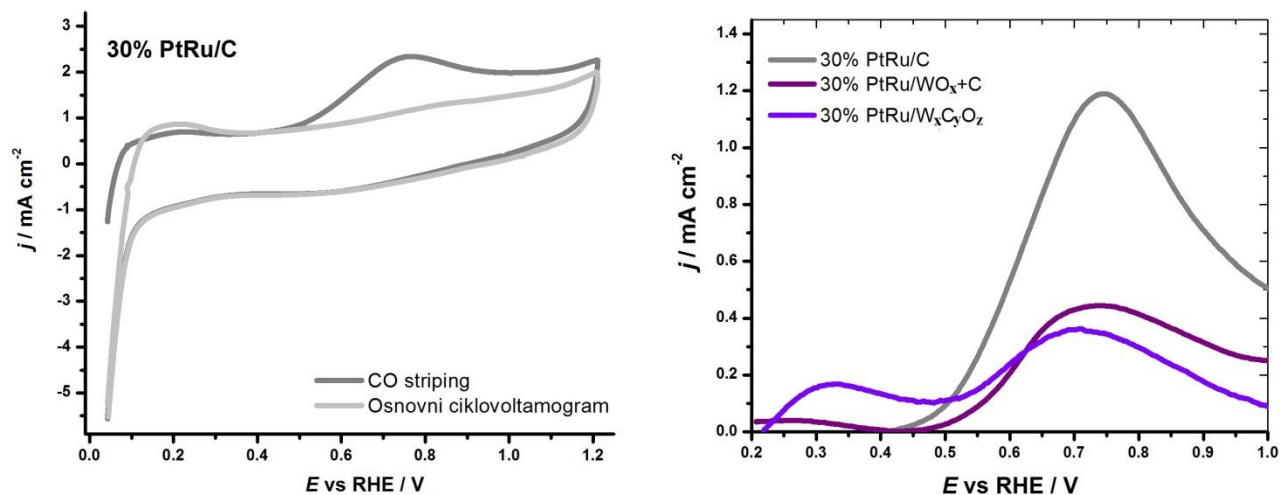 30% PtRu/C
j / mA cm⁻²
3
2
1
0
-1
-2
-3
-4
-5
CO striping
Osnovni ciklovoltamogram
0.0 0.2 0.4 0.6 0.8 1.0 1.2
E vs RHE / V
j / mA cm⁻²
1.4
1.2
1.0
0.8
0.6
0.4
0.2
0.0
30% PtRu/C
30% PtRu/WOₓ+C
30% PtRu/WₓCyOz
0.2 0.3 0.4 0.5 0.6 0.7 0.8 0.9 1.0
E vs RHE / V